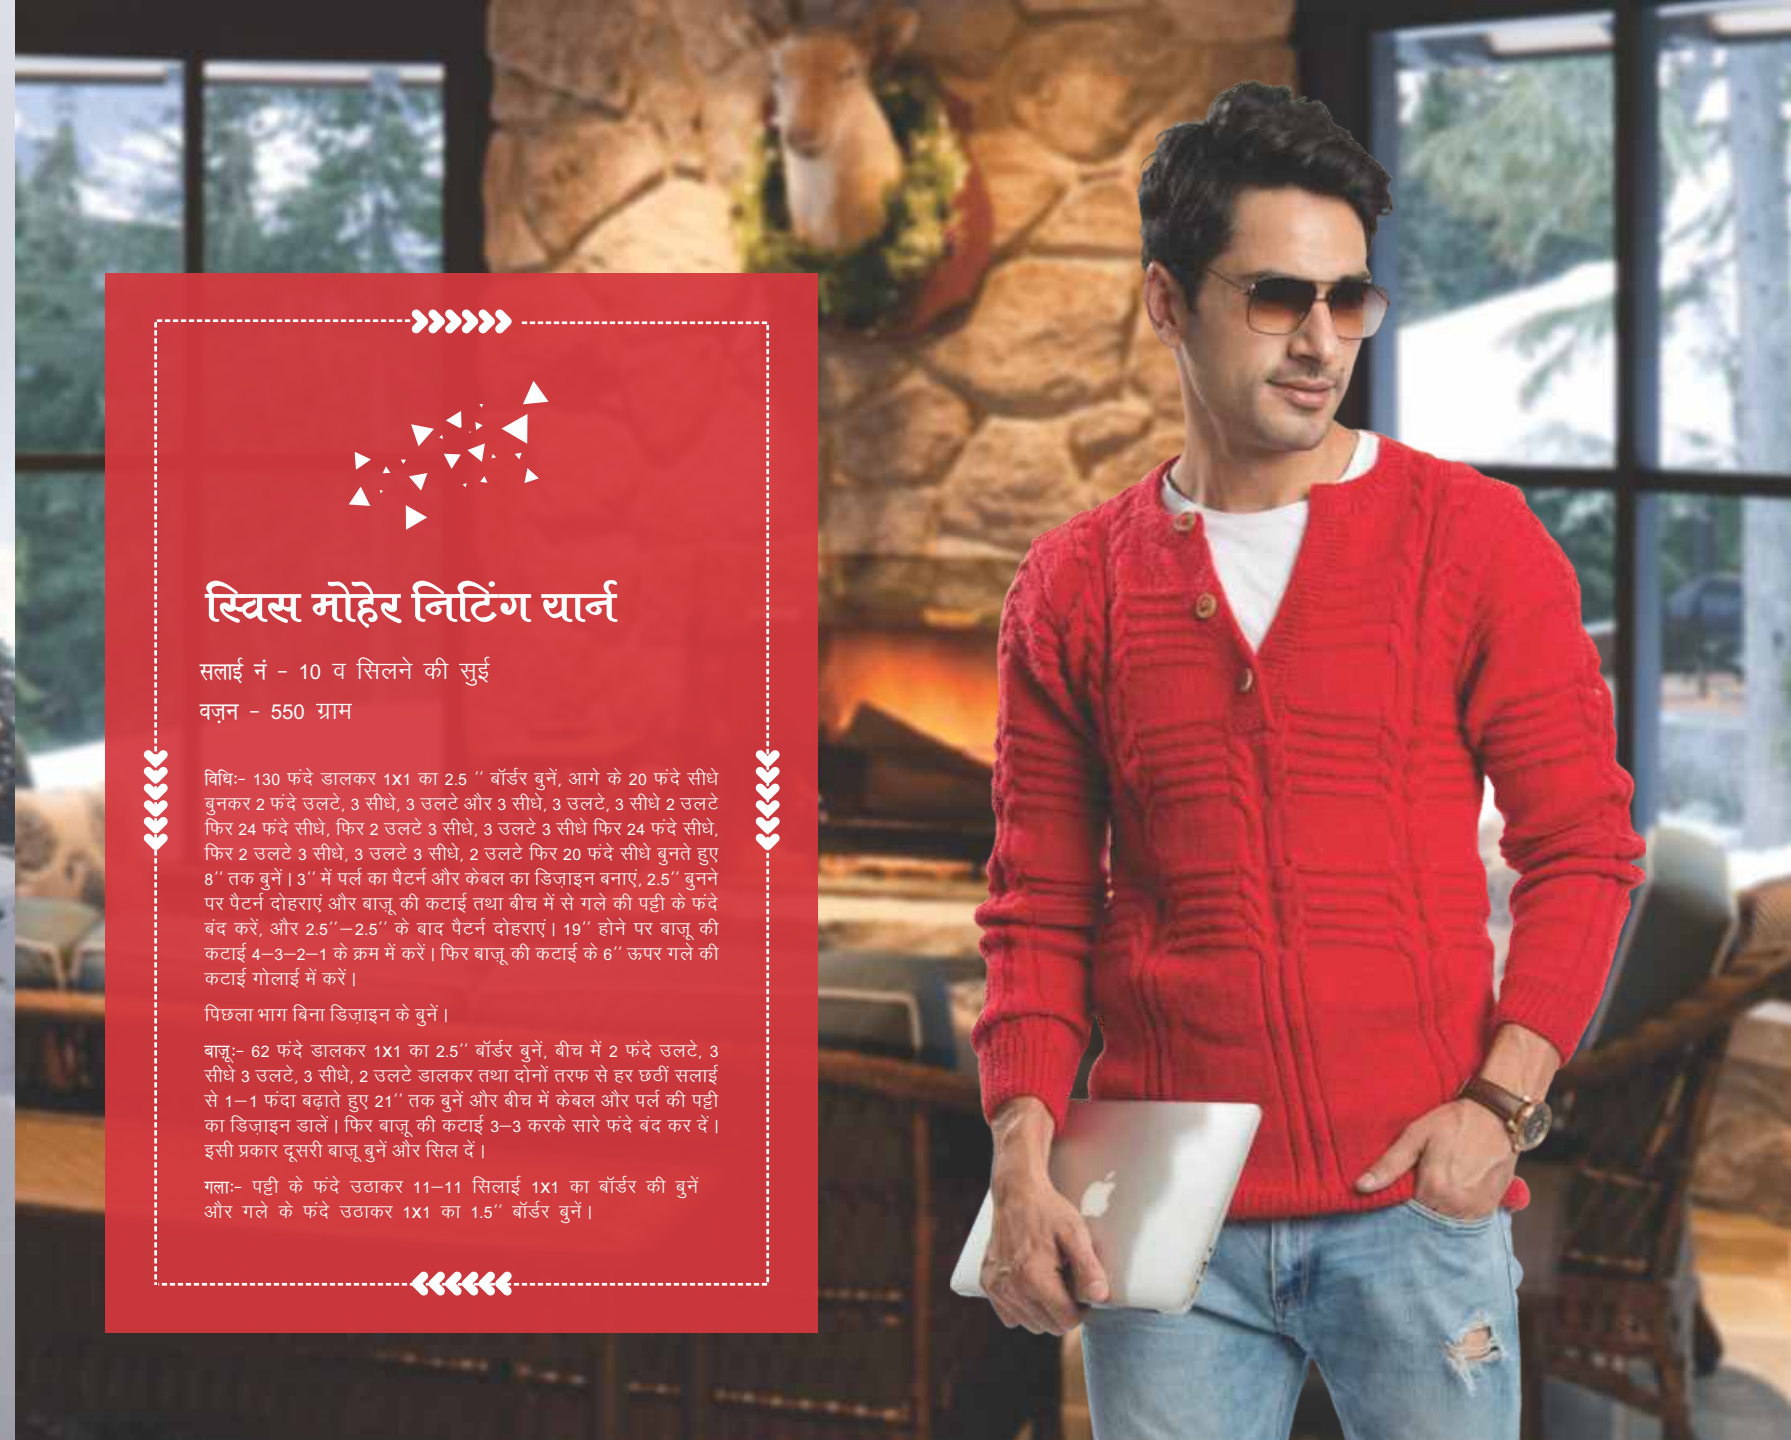 स्विस मोहेर निटिंग यार्न
सलाई नं - 10 व सिलने की सुई
वज़न - 550 ग्राम
विधिः- 130 फंदे डालकर 1x1 का 2.5 ′′ बॉर्डर बुनें, आगे के 20 फंदे सीधे
बुनकर 2 फंदे उलटे, 3 सीधे, 3 उलटे और 3 सीधे, 3 उलटे, 3 सीधे 2 उलटे
फिर 24 फंदे सीधे, फिर 2 उलटे 3 सीधे, 3 उलटे 3 सीधे फिर 24 फंदे सीधे,
फिर 2 उलटे 3 सीधे, 3 उलटे 3 सीधे, 2 उलटे फिर 20 फंदे सीधे बुनते हुए
8′′ तक बुनें। 3′′ में पर्ल का पैटर्न और केबल का डिज़ाइन बनाएं, 2.5′′ बुनने
पर पैटर्न दोहराएं और बाजू की कटाई तथा बीच में से गले की पट्टी के फंदे
बंद करें, और 2.5′′–2.5′′ के बाद पैटर्न दोहराएं। 19′′ होने पर बाजू की
कटाई 4–3–2–1 के क्रम में करें। फिर बाजू की कटाई के 6′′ ऊपर गले की
कटाई गोलाई में करें।
पिछला भाग बिना डिज़ाइन के बुनें।
बाजूः- 62 फंदे डालकर 1x1 का 2.5′′ बॉर्डर बुनें, बीच में 2 फंदे उलटे, 3
सीधे 3 उलटे, 3 सीधे, 2 उलटे डालकर तथा दोनों तरफ से हर छठीं सलाई
से 1–1 फंदा बढ़ाते हुए 21′′ तक बुनें और बीच में केबल और पर्ल की पट्टी
का डिज़ाइन डालें। फिर बाजू की कटाई 3–3 करके सारे फंदे बंद कर दें।
इसी प्रकार दूसरी बाजू बुनें और सिल दें।
गलाः- पट्टी के फंदे उठाकर 11–11 सिलाई 1x1 का बॉर्डर की बुनें
और गले के फंदे उठाकर 1x1 का 1.5′′ बॉर्डर बुनें।